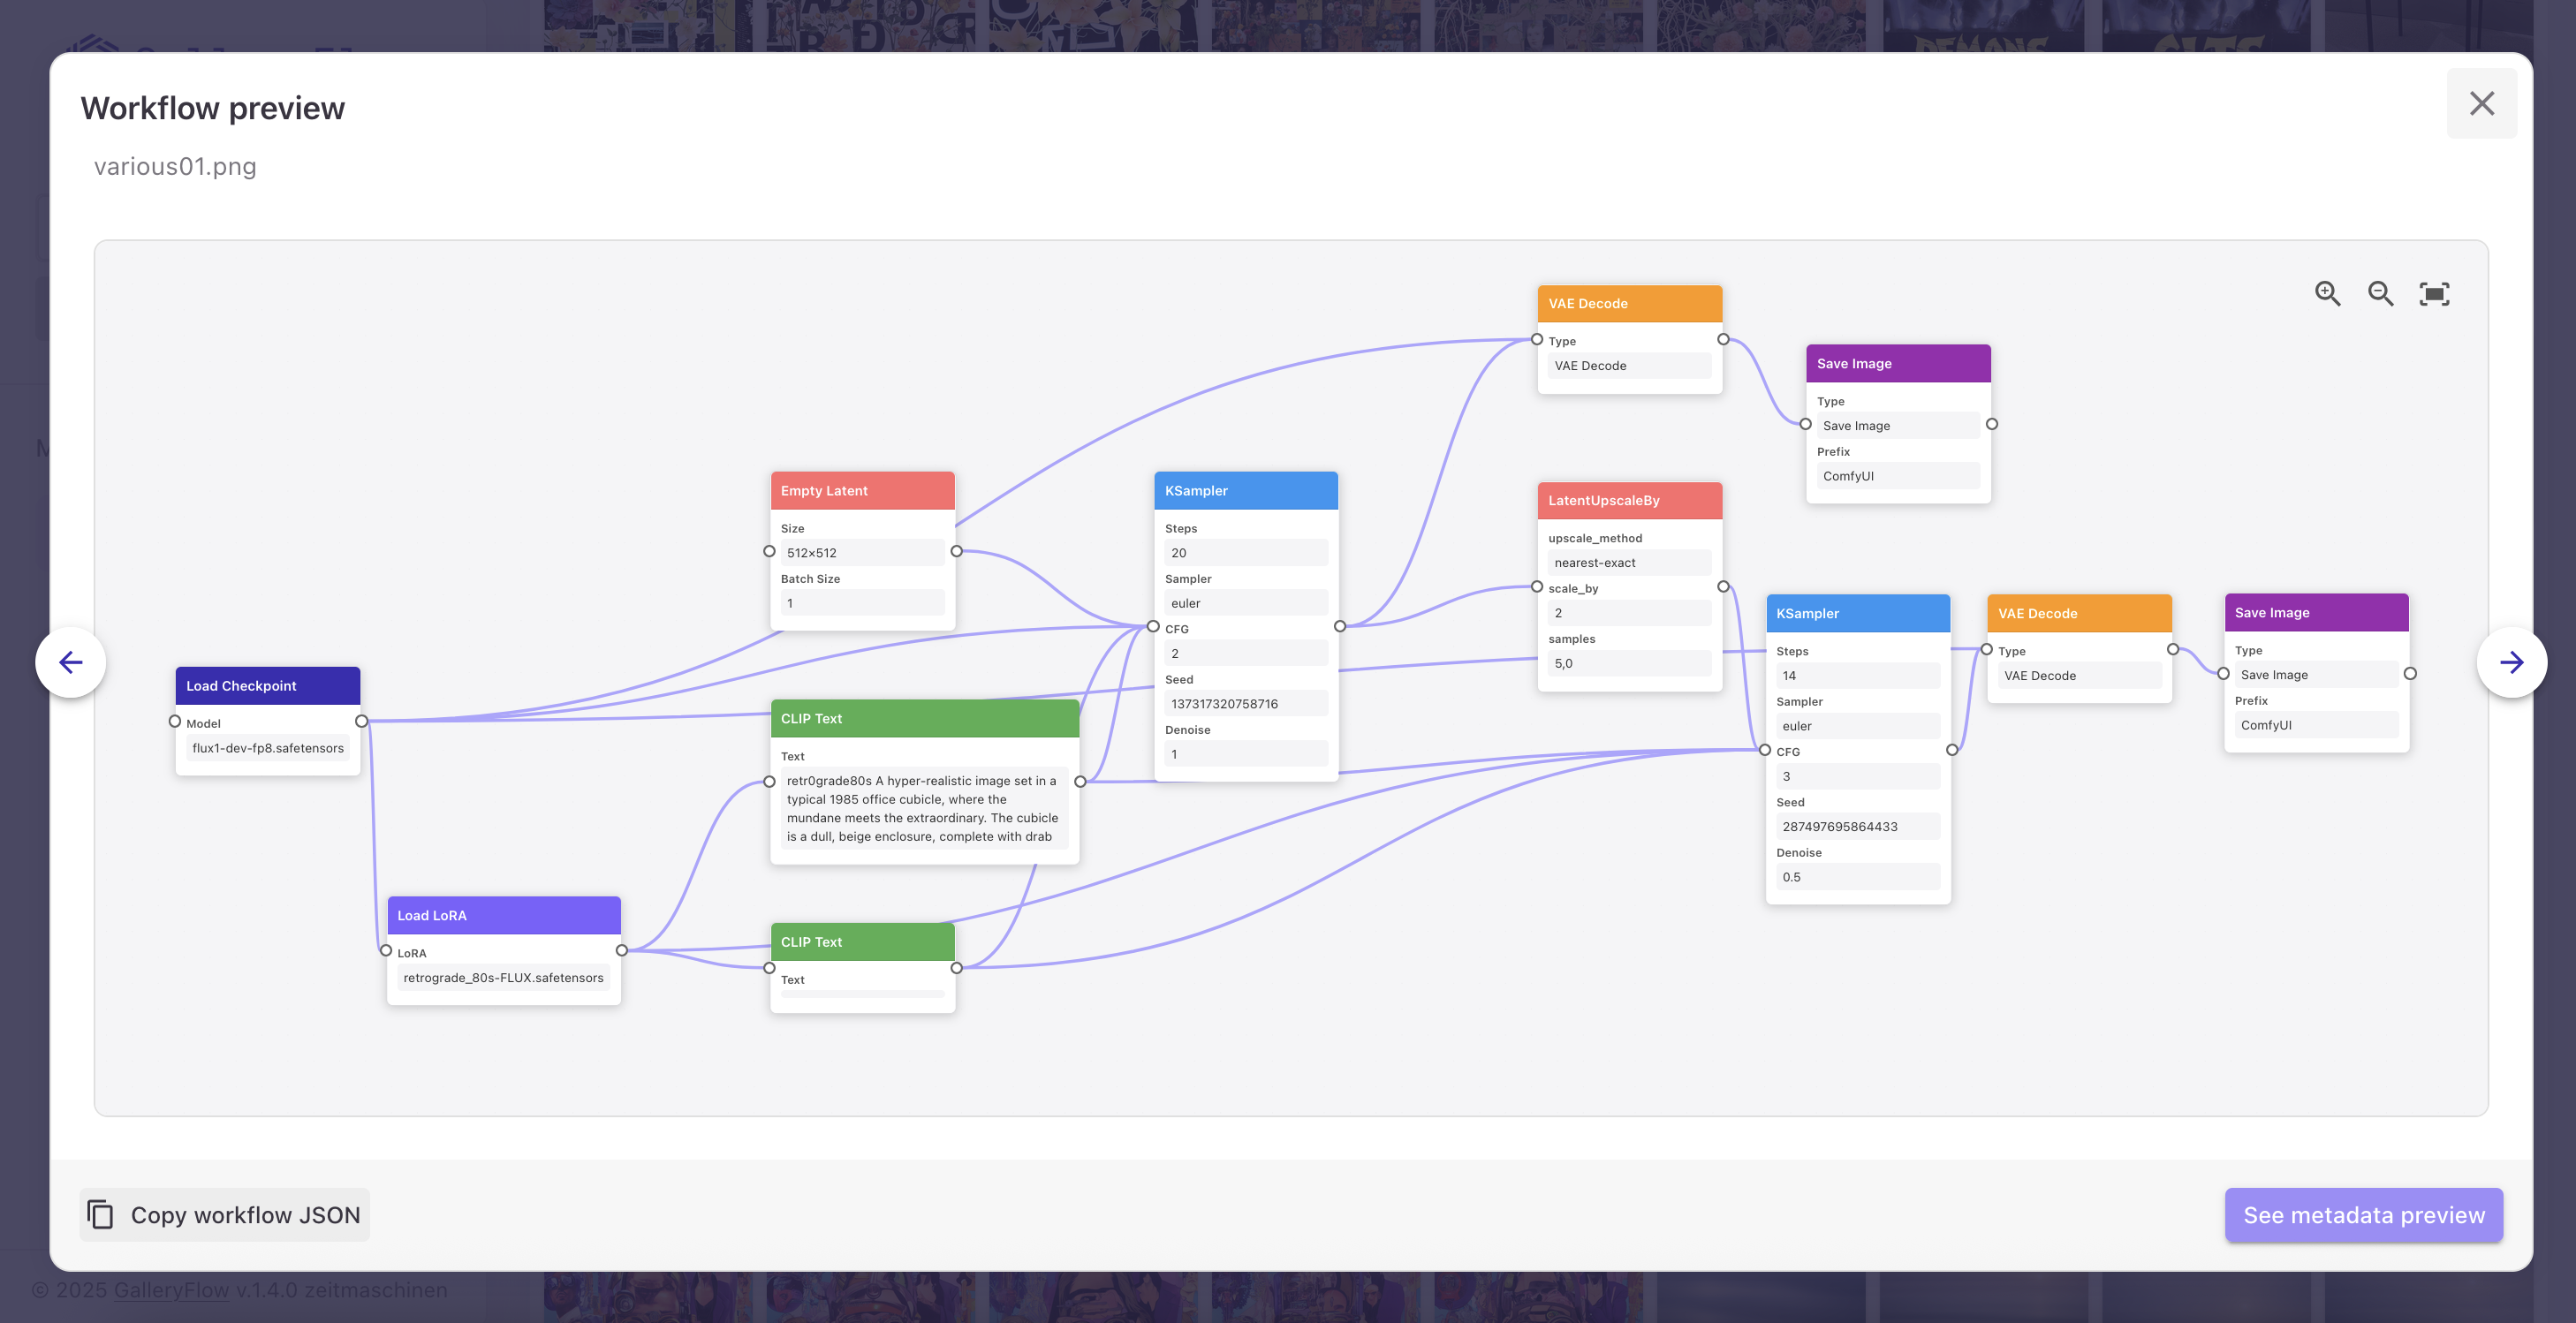 Workflow preview
various01.png
VAE Decode
Type
VAE Decode
Save Image
Type
Save Image
Prefix
ComfyUI
Empty Latent
Size
512×512
Batch Size
1
KSampler
Steps
20
Sampler
euler
CFG
2
Seed
137317320758716
Denoise
1
LatentUpscaleBy
upscale_method
nearest-exact
scale_by
2
samples
5,0
KSampler
Steps
14
Sampler
euler
CFG
3
Seed
287497695864433
Denoise
0.5
VAE Decode
Type
VAE Decode
Save Image
Type
Save Image
Prefix
ComfyUI
Load Checkpoint
Model
flux1-dev-fp8.safetensors
CLIP Text
Text
retr0grade80s A hyper-realistic image set in a
typical 1985 office cubicle, where the
mundane meets the extraordinary. The cubicle
is a dull, beige enclosure, complete with drab
Load LoRA
LoRA
retrograde_80s-FLUX.safetensors
CLIP Text
Text
Copy workflow JSON
See metadata preview
© 2025 GalleryFlow v.1.4.0 zeitmaschinen